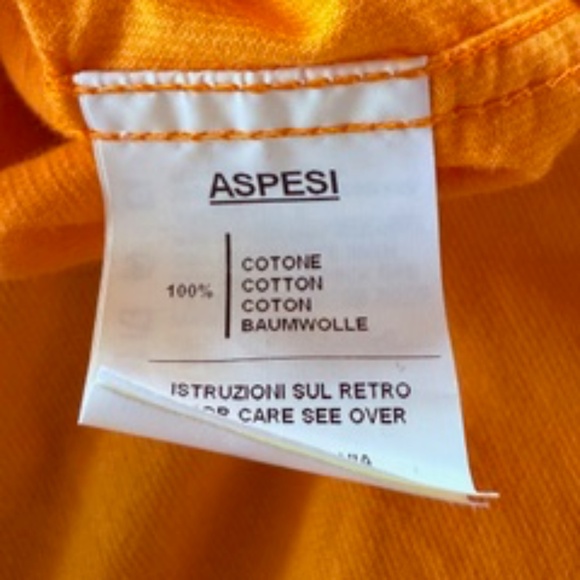 ASPESI
100%
COTONE
COTTON
COTON
BAUMWOLLE
ISTRUZIONI SUL RETRO
CARE SEE OVER